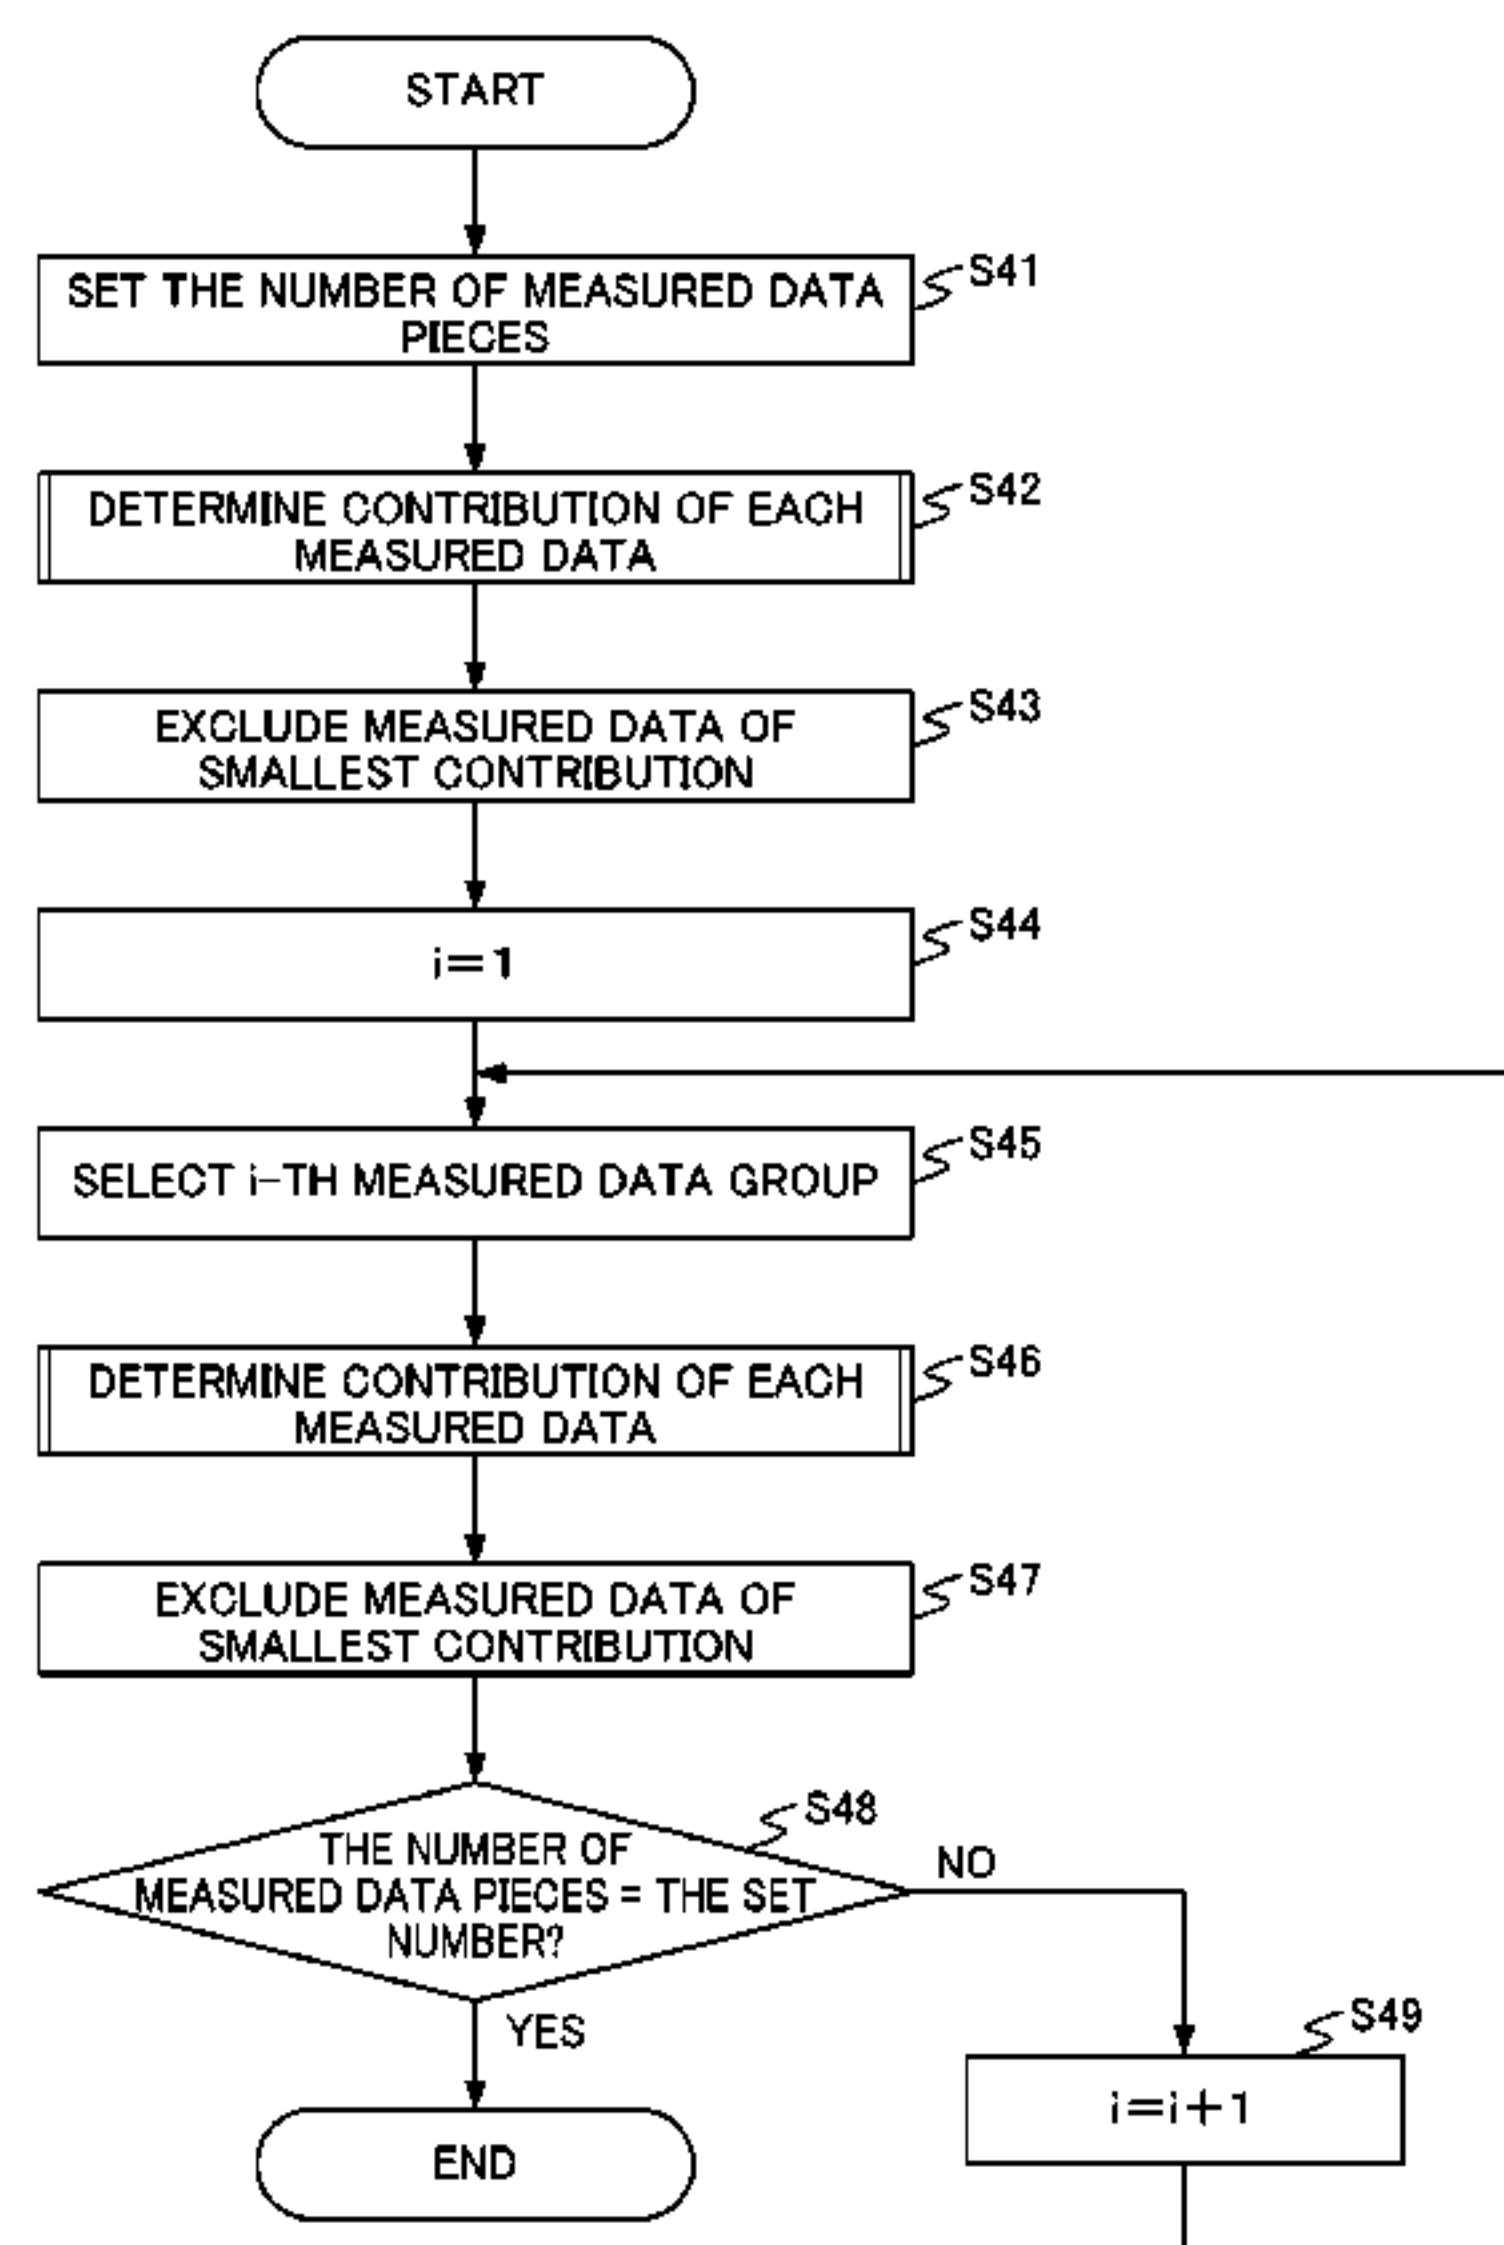 START
SET THE NUMBER OF MEASURED DATA
PIECES
S41
DETERMINE CONTRIBUTION OF EACH
MEASURED DATA
S42
EXCLUDE MEASURED DATA OF
SMALLEST CONTRIBUTION
S43
i=1
S44
SELECT i-TH MEASURED DATA GROUP
S45
DETERMINE CONTRIBUTION OF EACH
MEASURED DATA
S46
EXCLUDE MEASURED DATA OF
SMALLEST CONTRIBUTION
S47
THE NUMBER OF
MEASURED DATA PIECES = THE SET
NUMBER?
S48
NO
YES
S49
i=i+1
END